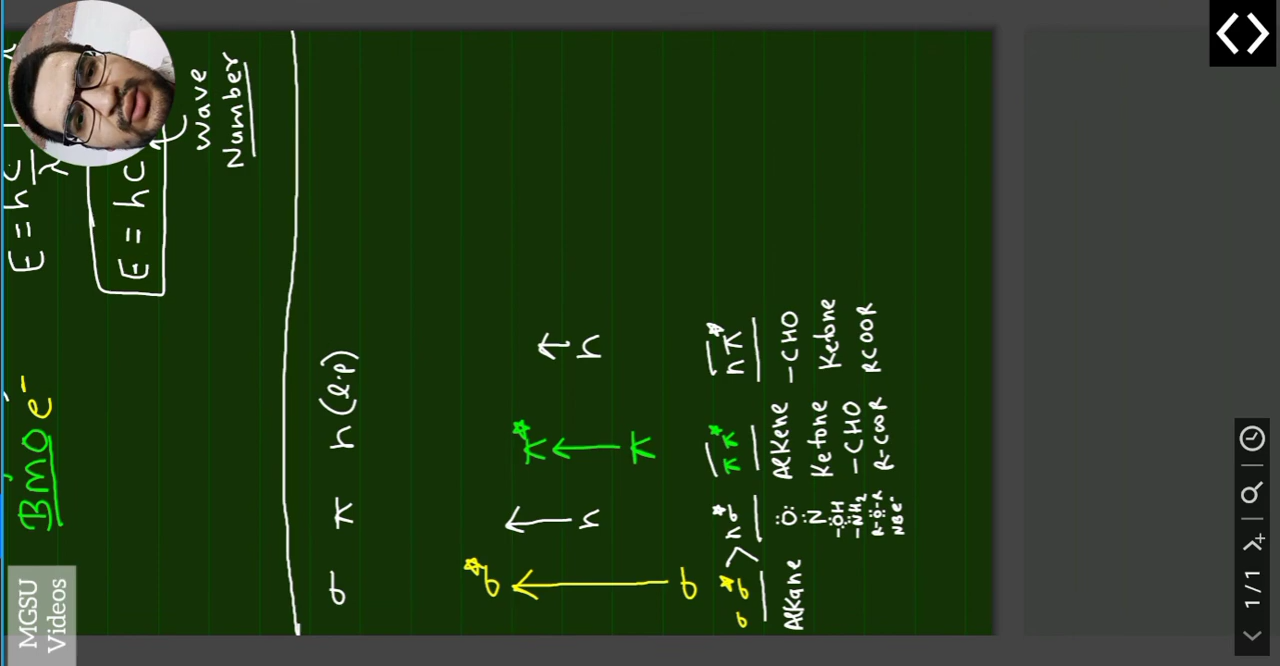 E = hc/λ
E = hC
Wave
Number
BMO e⁻
σ π n (l.p)
σ* π*
σ n π n
σ σ* > n σ* π π* n π*
Alkane
Ö:
:N
-ÖH
-NH₂
R-Ö-R
NBe⁻
Alkene
Ketone
-CHO
R-COOR
-CHO
Ketone
RCOOR
MGSU
Videos
1/1